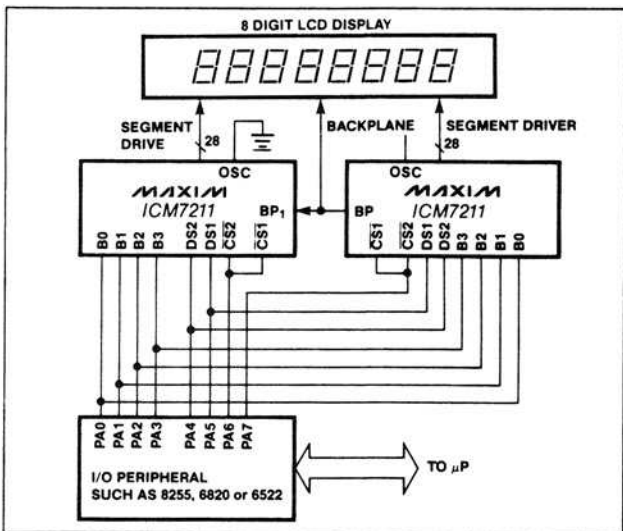 8 DIGIT LCD DISPLAY
SEGMENT DRIVE
28
BACKPLANE
SEGMENT DRIVER
28
OSC
MAXIM
ICM7211
BP1
B0 B1 B2 B3 DS2 DS1 CS2 CS1
OSC
MAXIM
ICM7211
BP
CS1 CS2 DS1 DS2 B3 B2 B1 B0
PA0 PA1 PA2 PA3 PA4 PA5 PA6 PA7
I/O PERIPHERAL
SUCH AS 8255, 6820 or 6522
TO μP